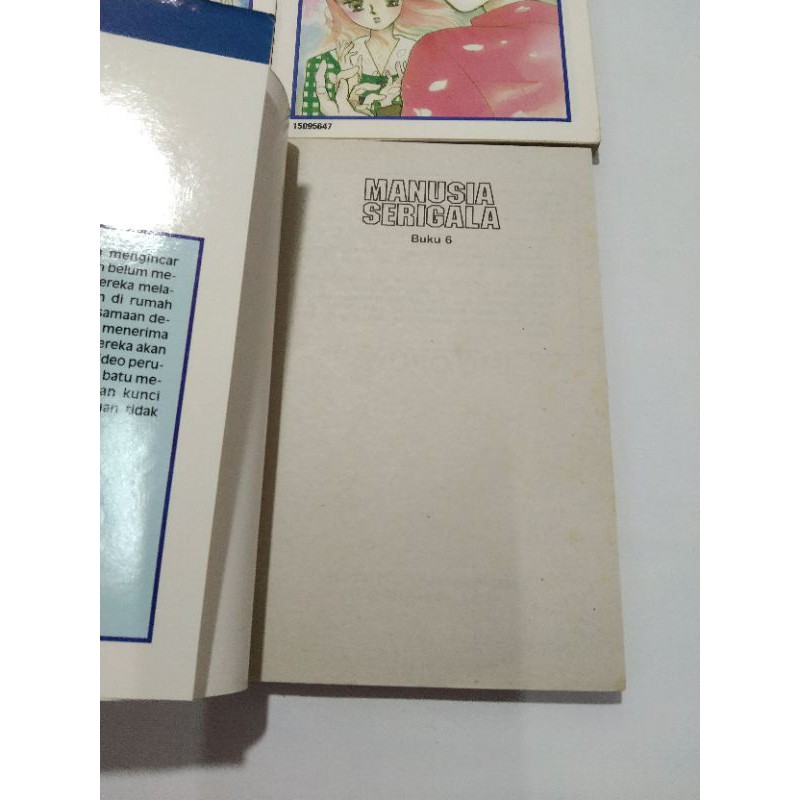 15095647
MANUSIA
SERIGALA
Buku 6
mengincar
belum me-
ereka mela-
di rumah
samaan de-
menerima
ereka akan
ideo peru-
batu me-
an kunci
an tidak